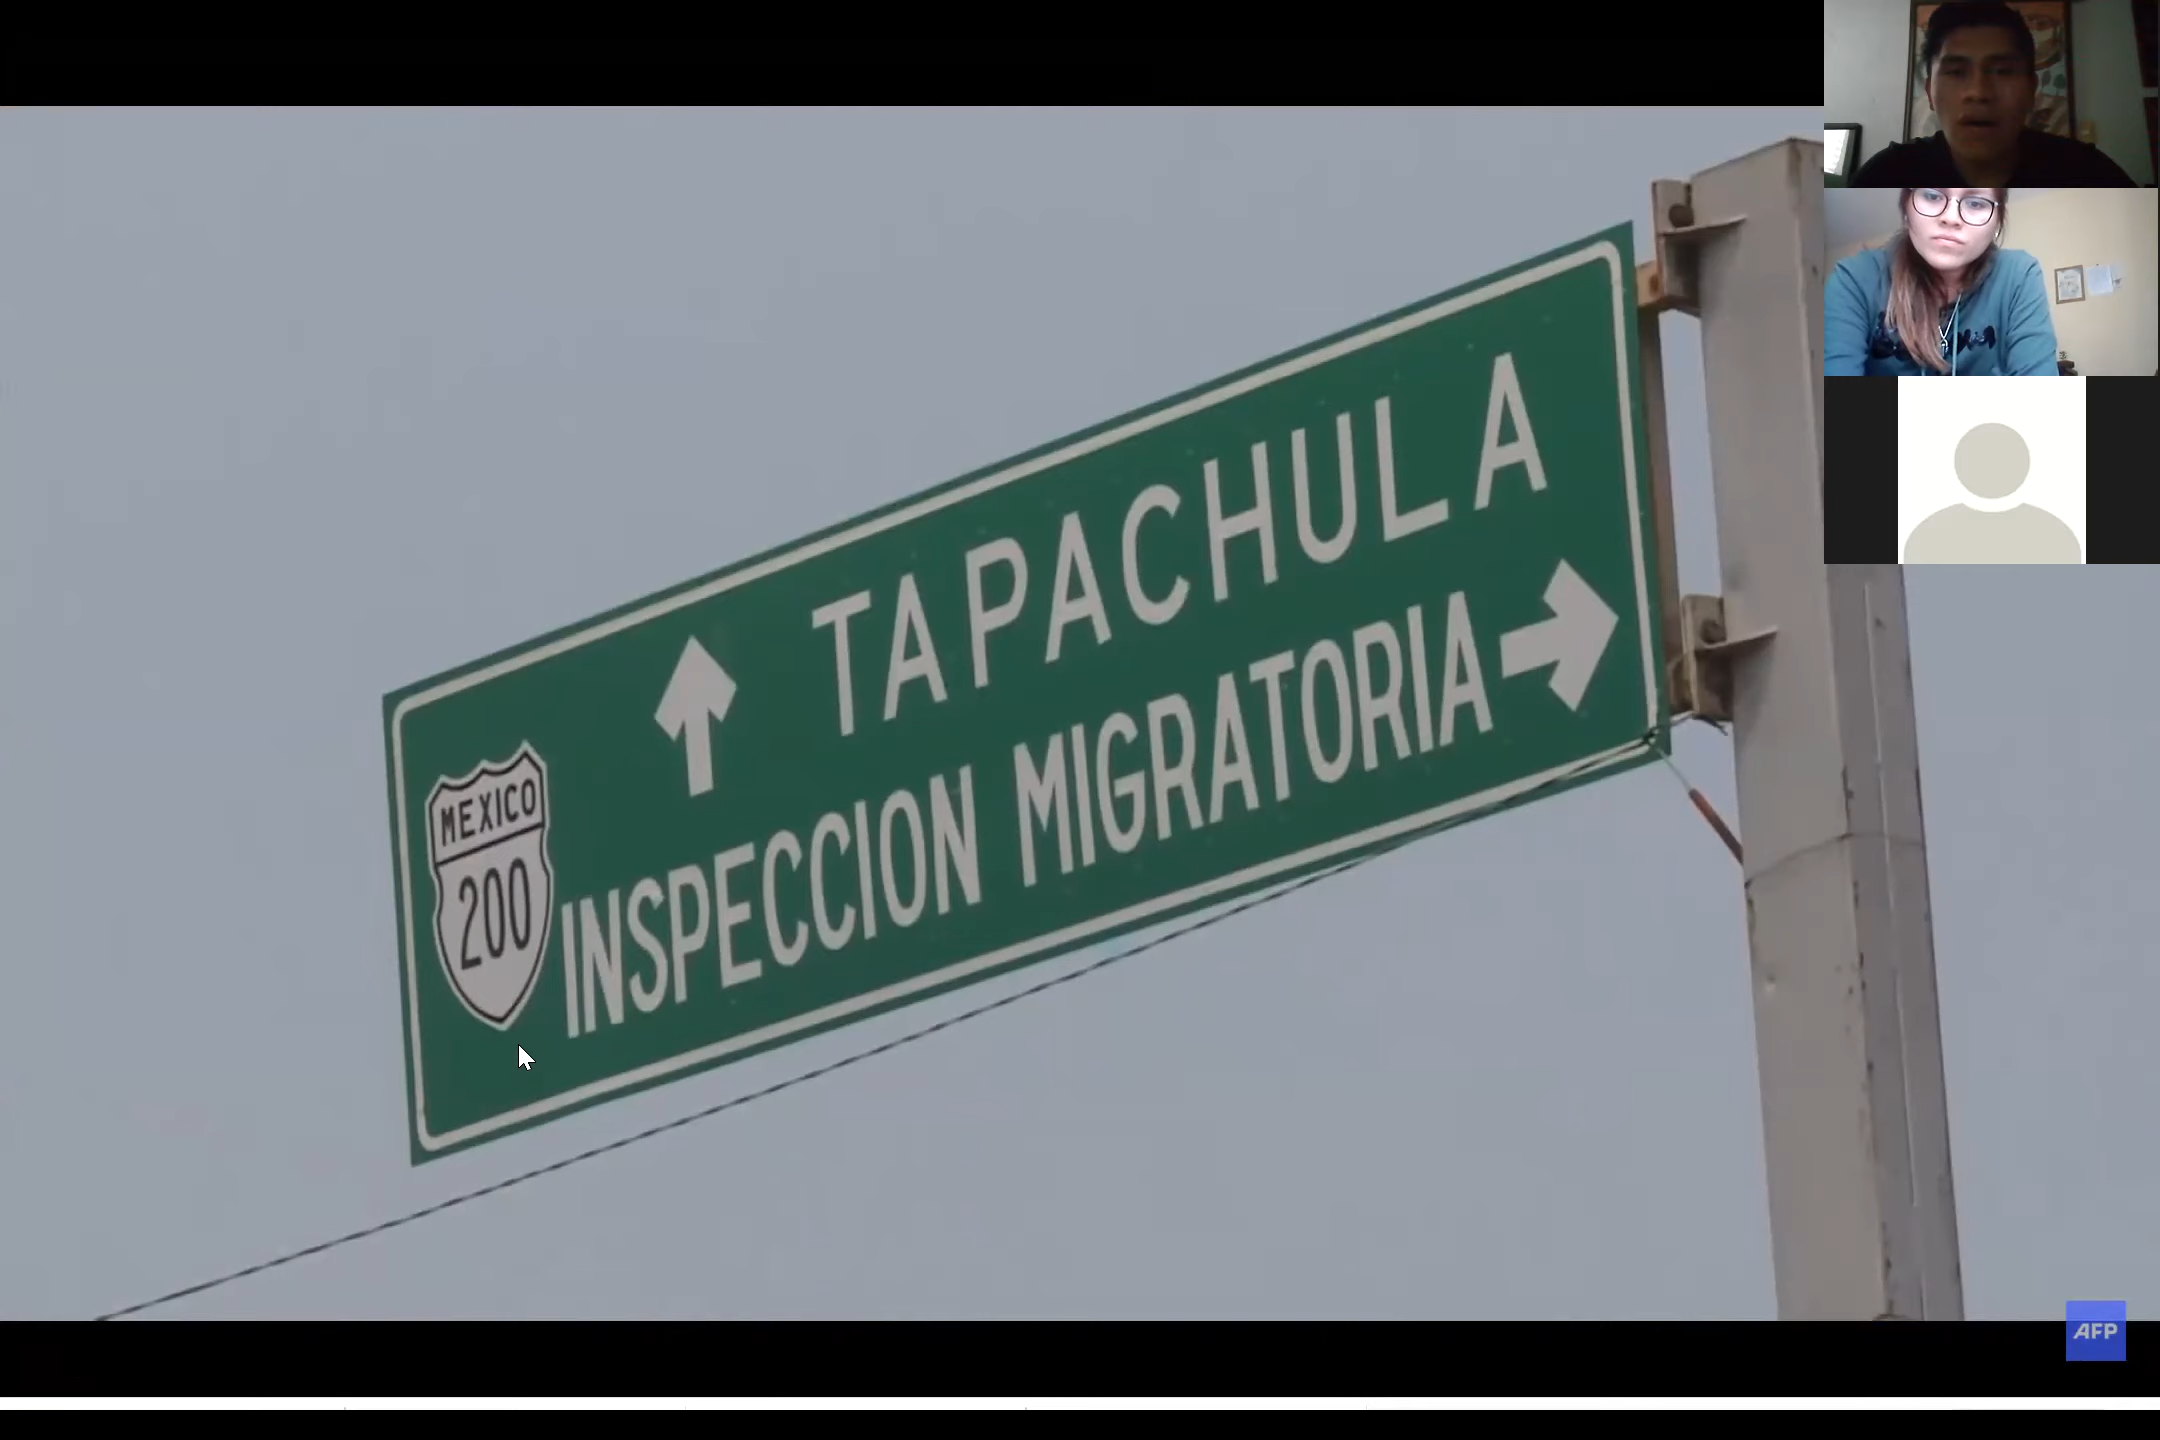 TAPACHULA
INSPECCION MIGRATORIA
MEXICO
200
AFP